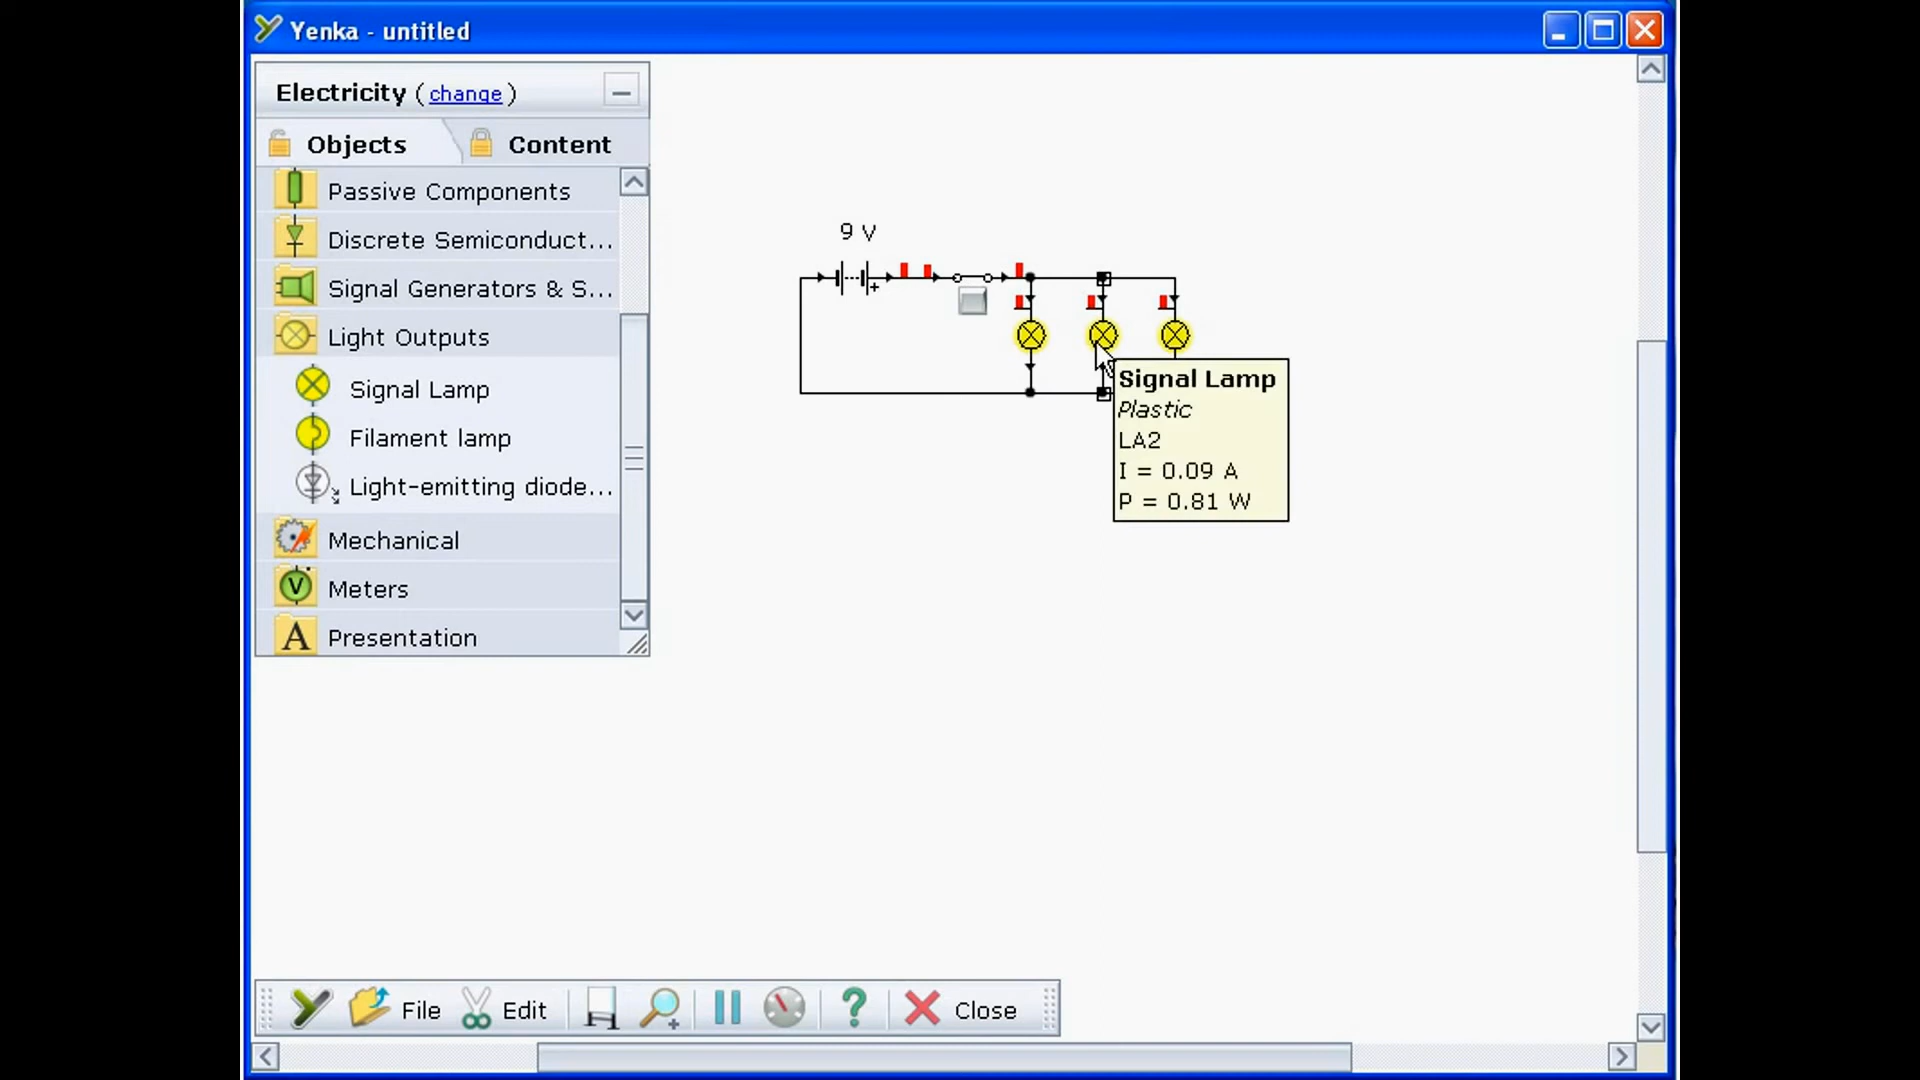 Yenka - untitled
Electricity (change)
Objects
Content
Passive Components
Discrete Semiconduct...
Signal Generators & S...
Light Outputs
Signal Lamp
Filament lamp
Light-emitting diode...
Mechanical
V
Meters
A
Presentation
9 V
+
Signal Lamp
Plastic
LA2
I = 0.09 A
P = 0.81 W
File
Edit
?
Close